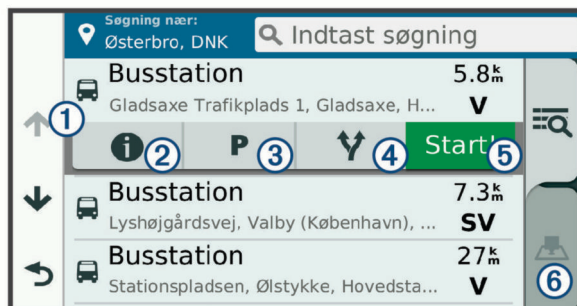 Søgning nær:
Østerbro, DNK
Indtast søgning
Busstation 5.8km
Gladsaxe Trafikplads 1, Gladsaxe, H... V
1
2 P 3 4 Start! 5
Busstation 7.3km
Lyshøjgårdsvej, Valby (København), ... SV
Busstation 27km
Stationspladsen, Ølstykke, Hovedsta... V
6